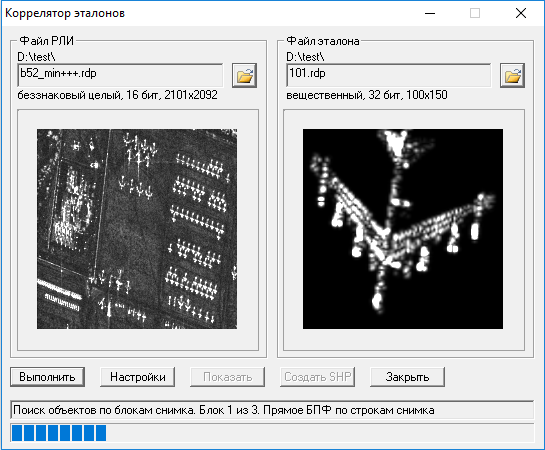 Коррелятор эталонов
Файл РЛИ
D:\test\
b52_min+++.rdp
беззнаковый целый, 16 бит, 2101x2092
Файл эталона
D:\test\
101.rdp
вещественный, 32 бит, 100x150
Выполнить
Настройки
Показать
Создать SHP
Закрыть
Поиск объектов по блокам снимка. Блок 1 из 3. Прямое БПФ по строкам снимка